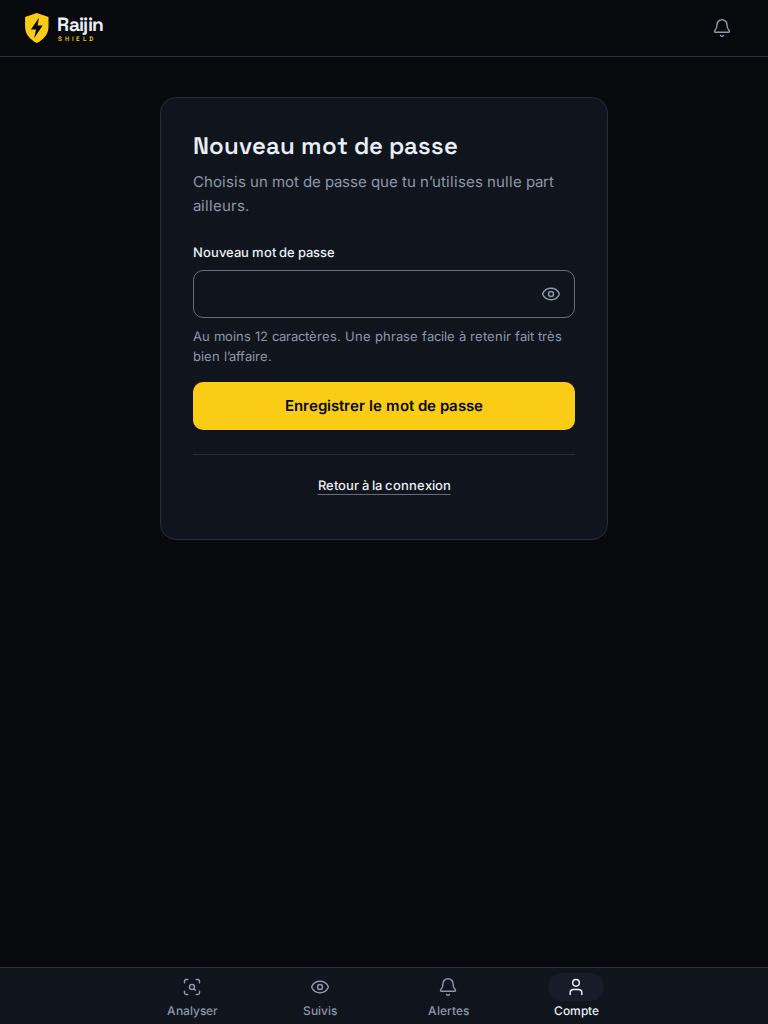 Raijin
SHIELD
Nouveau mot de passe
Choisis un mot de passe que tu n’utilises nulle part
ailleurs.
Nouveau mot de passe
Au moins 12 caractères. Une phrase facile à retenir fait très
bien l’affaire.
Enregistrer le mot de passe
Retour à la connexion
Analyser
Suivis
Alertes
Compte